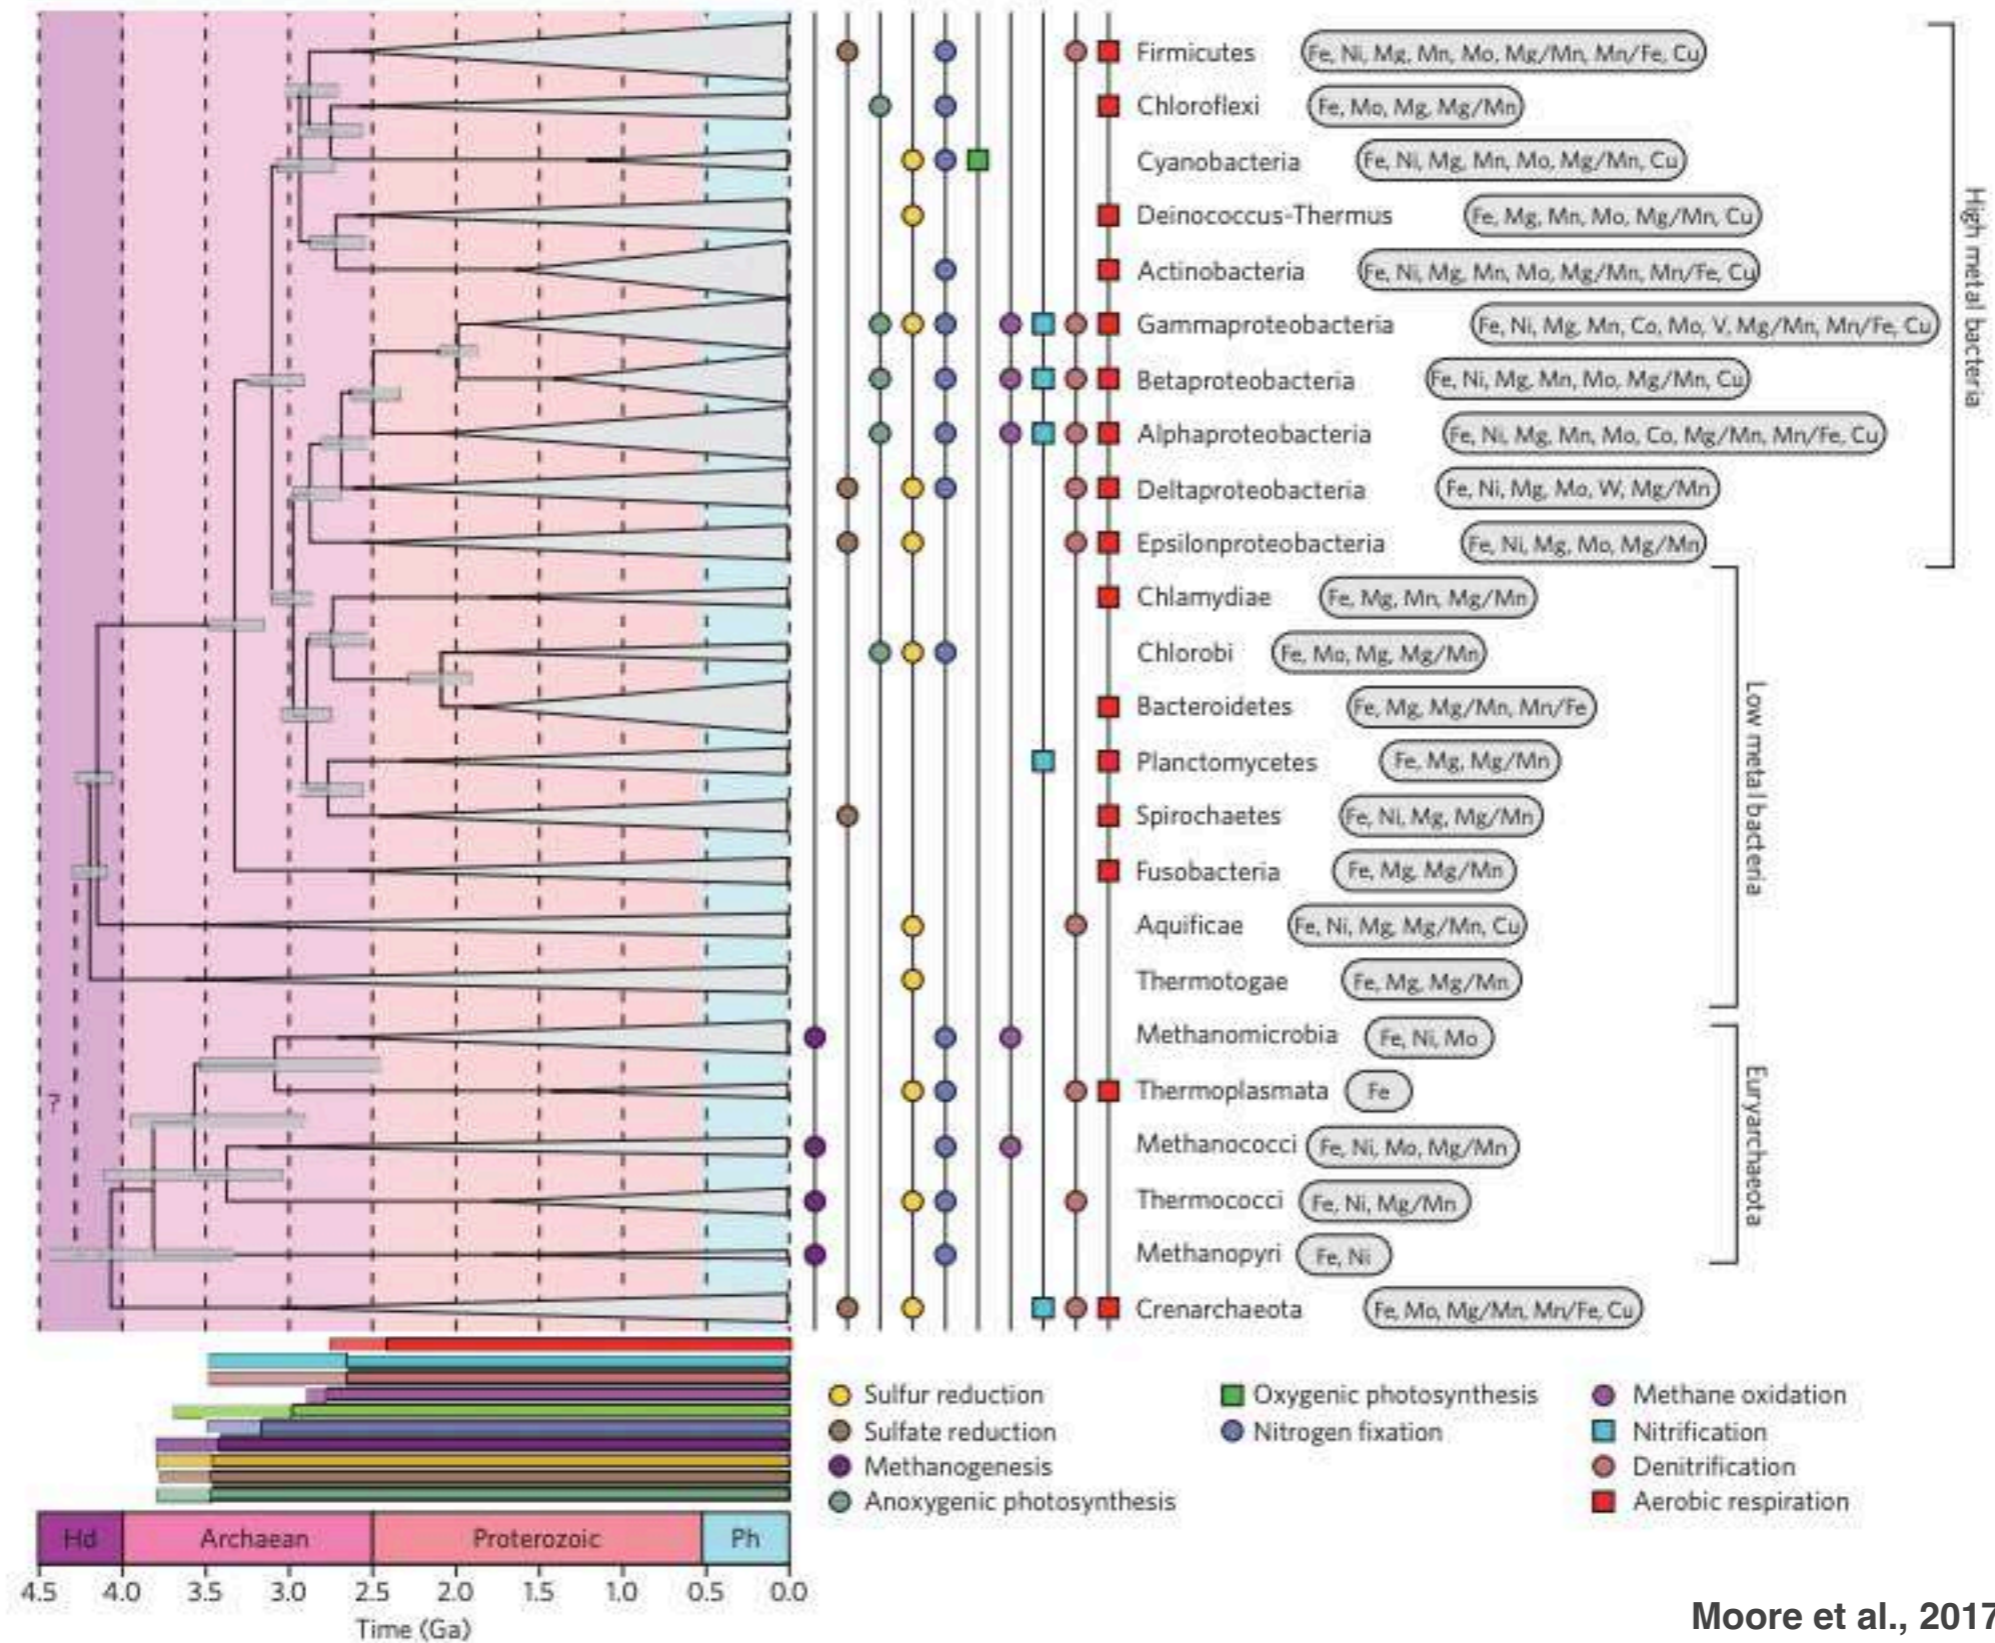 Firmicutes Fe, Ni, Mg, Mn, Mo, Mg/Mn, Mn/Fe, Cu
Chloroflexi Fe, Mo, Mg, Mg/Mn
Cyanobacteria Fe, Ni, Mg, Mn, Mo, Mg/Mn, Cu
Deinococcus-Thermus Fe, Mg, Mn, Mo, Mg/Mn, Cu
Actinobacteria Fe, Ni, Mg, Mn, Mo, Mg/Mn, Mn/Fe, Cu
Gammaproteobacteria Fe, Ni, Mg, Mn, Co, Mo, V, Mg/Mn, Mn/Fe, Cu
Betaproteobacteria Fe, Ni, Mg, Mn, Mo, Mg/Mn, Cu
Alphaproteobacteria Fe, Ni, Mg, Mn, Mo, Co, Mg/Mn, Mn/Fe, Cu
Deltaproteobacteria Fe, Ni, Mg, Mo, W, Mg/Mn
Epsilonproteobacteria Fe, Ni, Mg, Mo, Mg/Mn
High metal bacteria
Chlamydiae Fe, Mg, Mn, Mg/Mn
Chlorobi Fe, Mo, Mg, Mg/Mn
Bacteroidetes Fe, Mg, Mg/Mn, Mn/Fe
Planctomycetes Fe, Mg, Mg/Mn
Spirochaetes Fe, Ni, Mg, Mg/Mn
Fusobacteria Fe, Mg, Mg/Mn
Aquificae Fe, Ni, Mg, Mg/Mn, Cu
Thermotogae Fe, Mg, Mg/Mn
Low metal bacteria
Methanomicrobia Fe, Ni, Mo
Thermoplasmata Fe
Methanococci Fe, Ni, Mo, Mg/Mn
Thermococci Fe, Ni, Mg/Mn
Methanopyri Fe, Ni
Euryarchaeota
Crenarchaeota Fe, Mo, Mg/Mn, Mn/Fe, Cu
?
Sulfur reduction
Sulfate reduction
Methanogenesis
Anoxygenic photosynthesis
Oxygenic photosynthesis
Nitrogen fixation
Methane oxidation
Nitrification
Denitrification
Aerobic respiration
Hd Archaean Proterozoic Ph
4.5 4.0 3.5 3.0 2.5 2.0 1.5 1.0 0.5 0.0
Time (Ga)
Moore et al., 2017